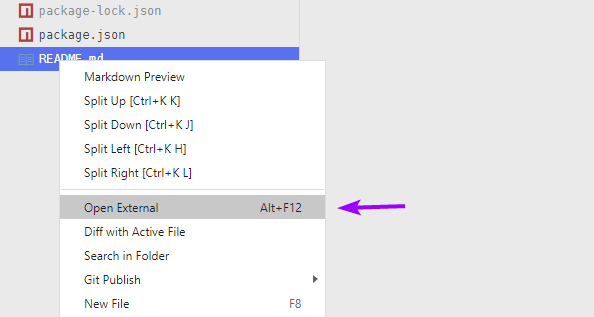 package-lock.json
package.json
README.md
Markdown Preview
Split Up [Ctrl+K K]
Split Down [Ctrl+K J]
Split Left [Ctrl+K H]
Split Right [Ctrl+K L]
Open External Alt+F12
Diff with Active File
Search in Folder
Git Publish
New File F8